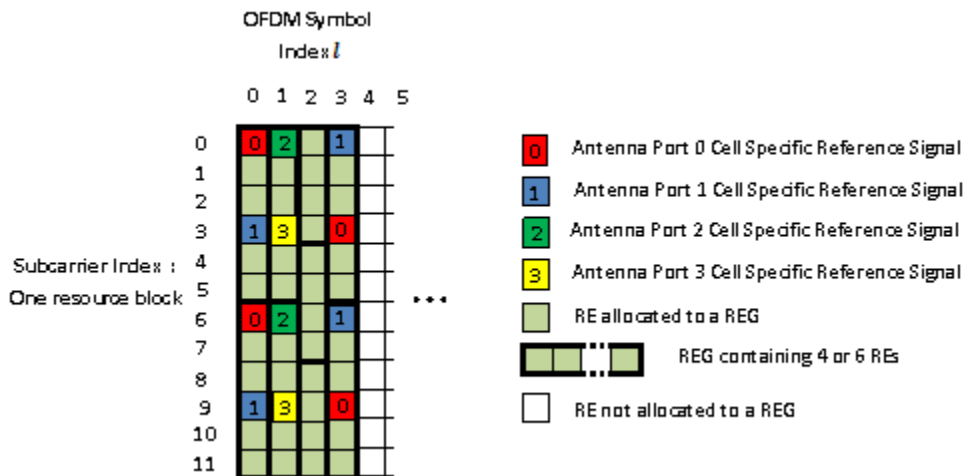 OFDM Symbol
Index l
0 1 2 3 4 5
0 0 2 1
1
2
3 1 3 0
4
Subcarrier Index :
5
One resource block
...
6 0 2 1
7
8
9 1 3 0
10
11
0 Antenna Port 0 Cell Specific Reference Signal
1 Antenna Port 1 Cell Specific Reference Signal
2 Antenna Port 2 Cell Specific Reference Signal
3 Antenna Port 3 Cell Specific Reference Signal
RE allocated to a REG
REG containing 4 or 6 REs
RE not allocated to a REG